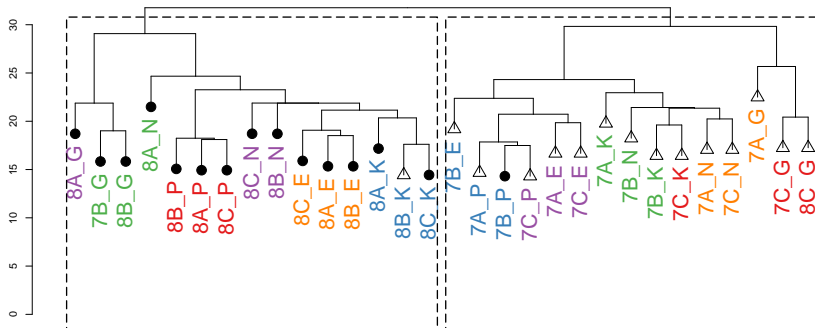 30
25
20
15
10
5
0
8A_G
7B_G
8B_G
8A_N
8B_P
8A_P
8C_P
8C_N
8B_N
8C_E
8A_E
8B_E
8A_K
8B_K
8C_K
7B_E
7A_P
7B_P
7C_P
7A_E
7C_E
7A_K
7B_N
7B_K
7C_K
7A_N
7C_N
7A_G
7C_G
8C_G